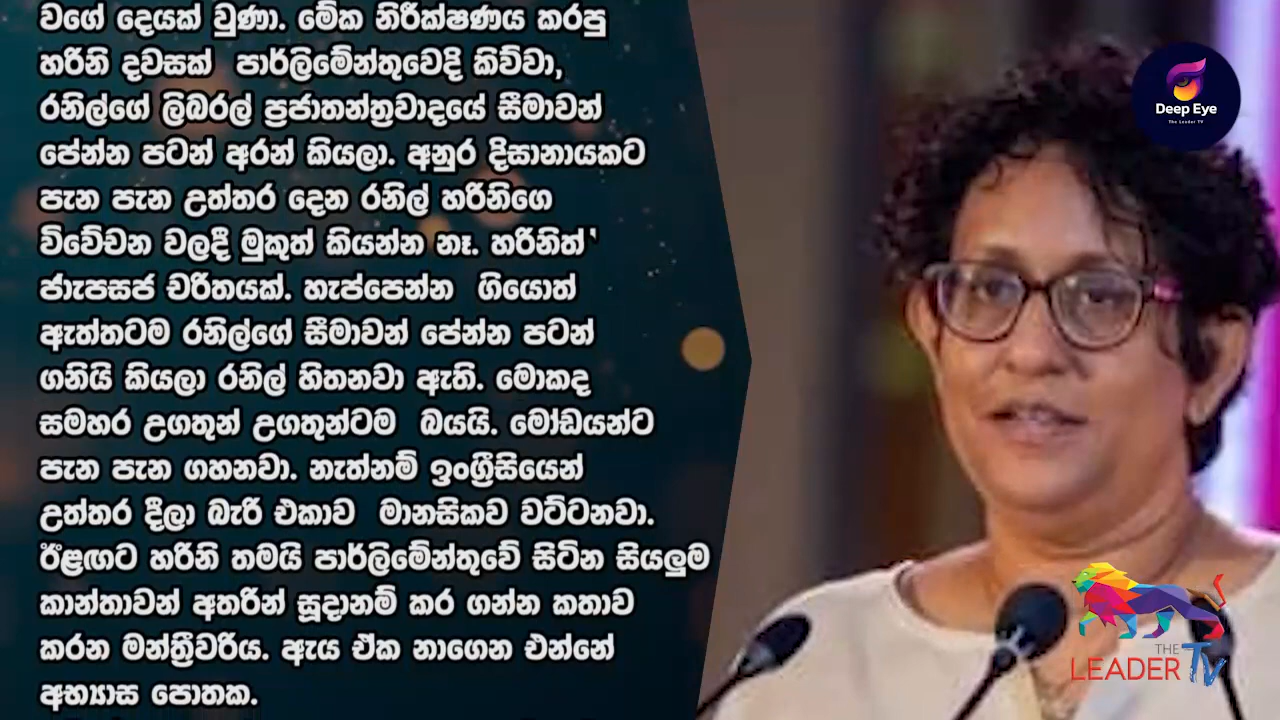 වගේ දෙයක් වුණා. මේක නිරීක්ෂණය කරපු
හරිනි දවසක් පාර්ලිමේන්තුවෙදි කිව්වා,
රනිල්ගේ ලිබරල් ප්‍රජාතන්ත්‍රවාදයේ සීමාවන්
පේන්න පටන් අරන් කියලා. අනුර දිසානායකට
පැන පැන උත්තර දෙන රනිල් හරිනිගෙ
විවේචන වලදී මුකුත් කියන්න නෑ. හරිනිත්'
ජාැපසජ චරිතයක්. හැප්පෙන්න ගියොත්
ඇත්තටම රනිල්ගේ සීමාවන් පේන්න පටන්
ගනියි කියලා රනිල් හිතනවා ඇති. මොකද
සමහර උගතුන් උගතුන්ටම බයයි. මෝඩයන්ට
පැන පැන ගහනවා. නැත්නම් ඉංග්‍රීසියෙන්
උත්තර දීලා බැරි එකාව මානසිකව වට්ටනවා.
ඊළඟට හරිනි තමයි පාර්ලිමේන්තුවේ සිටින සියලුම
කාන්තාවන් අතරින් සූදානම් කර ගන්න කතාව
කරන මන්ත්‍රීවරිය. ඇය ඒක නාගෙන එන්නේ
අභ්‍යාස පොතක.
Deep Eye
The Leader TV
THE
LEADER TV